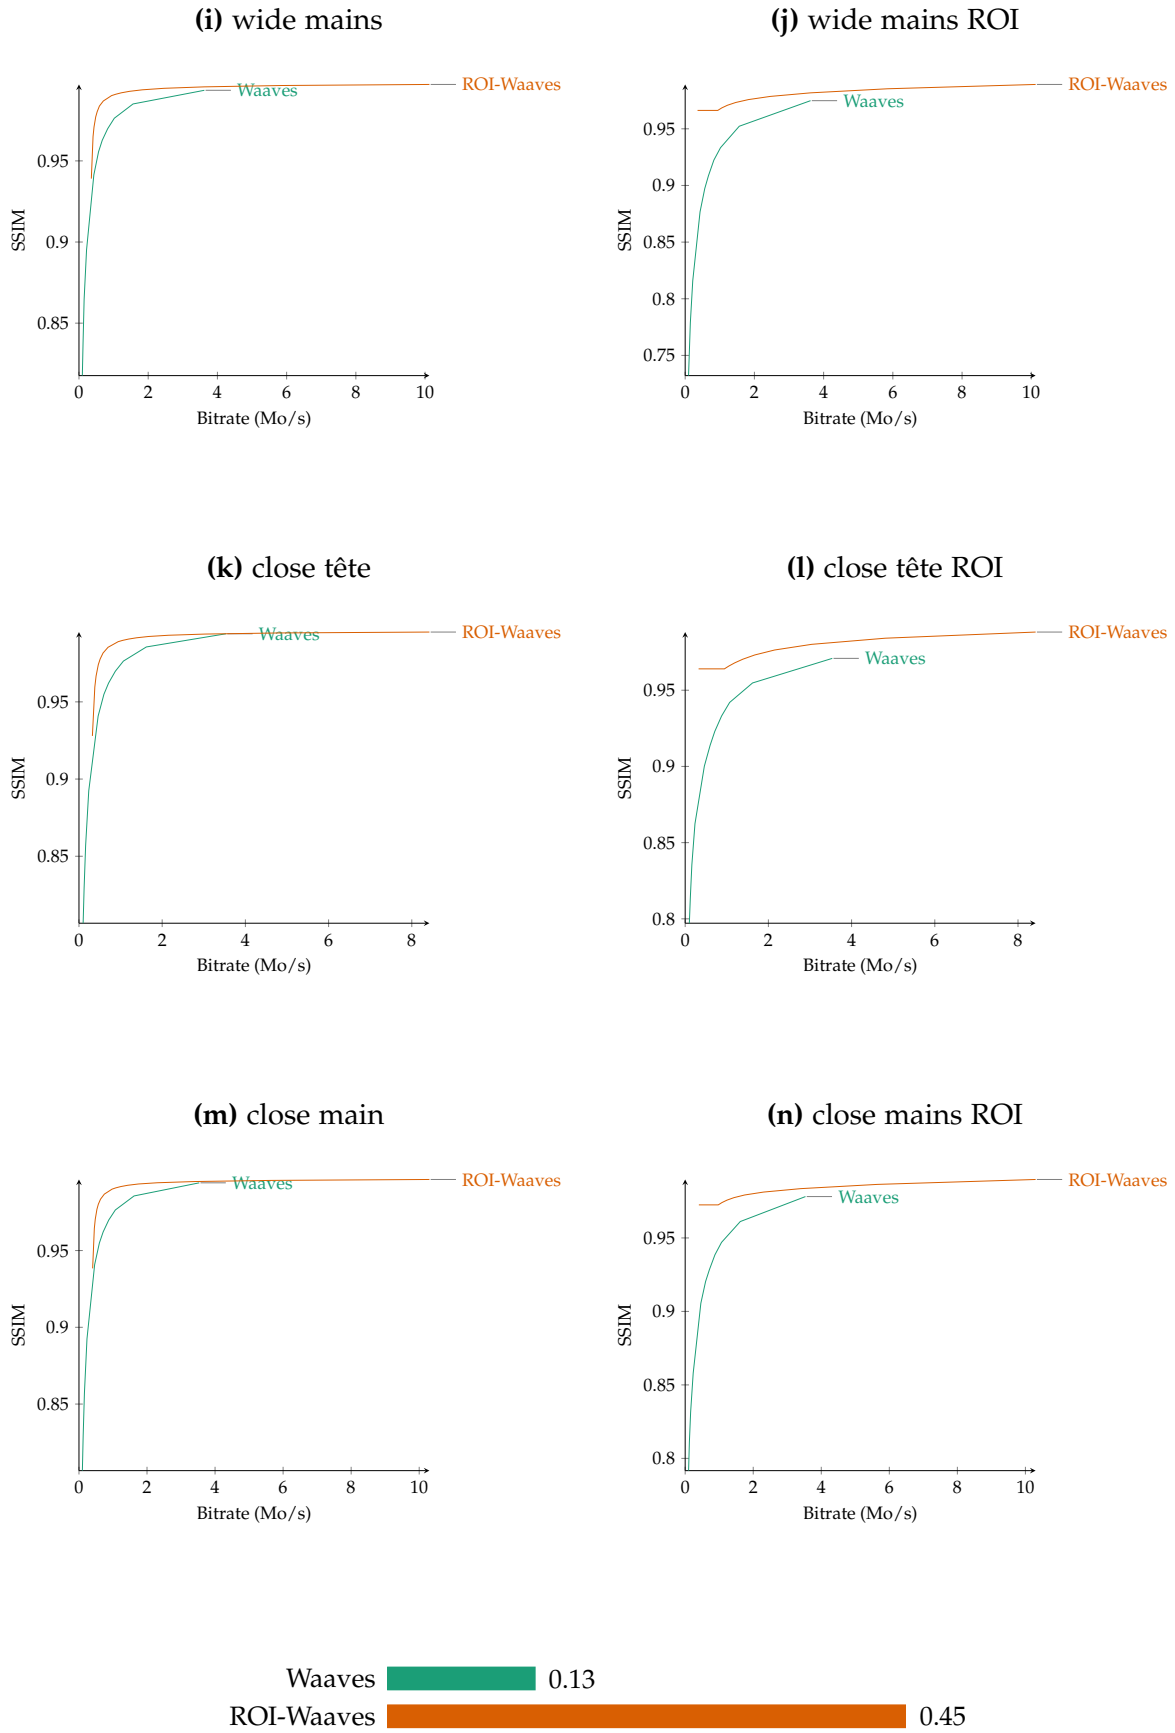 (i) wide mains
SSIM
0.95
0.9
0.85
0 2 4 6 8 10
Bitrate (Mo/s)
Waaves
ROI-Waaves
(j) wide mains ROI
SSIM
0.95
0.9
0.85
0.8
0.75
0 2 4 6 8 10
Bitrate (Mo/s)
Waaves
ROI-Waaves
(k) close tête
SSIM
0.95
0.9
0.85
0 2 4 6 8
Bitrate (Mo/s)
Waaves
ROI-Waaves
(l) close tête ROI
SSIM
0.95
0.9
0.85
0.8
0 2 4 6 8
Bitrate (Mo/s)
Waaves
ROI-Waaves
(m) close main
SSIM
0.95
0.9
0.85
0 2 4 6 8 10
Bitrate (Mo/s)
Waaves
ROI-Waaves
(n) close mains ROI
SSIM
0.95
0.9
0.85
0.8
0 2 4 6 8 10
Bitrate (Mo/s)
Waaves
ROI-Waaves
Waaves 0.13
ROI-Waaves 0.45